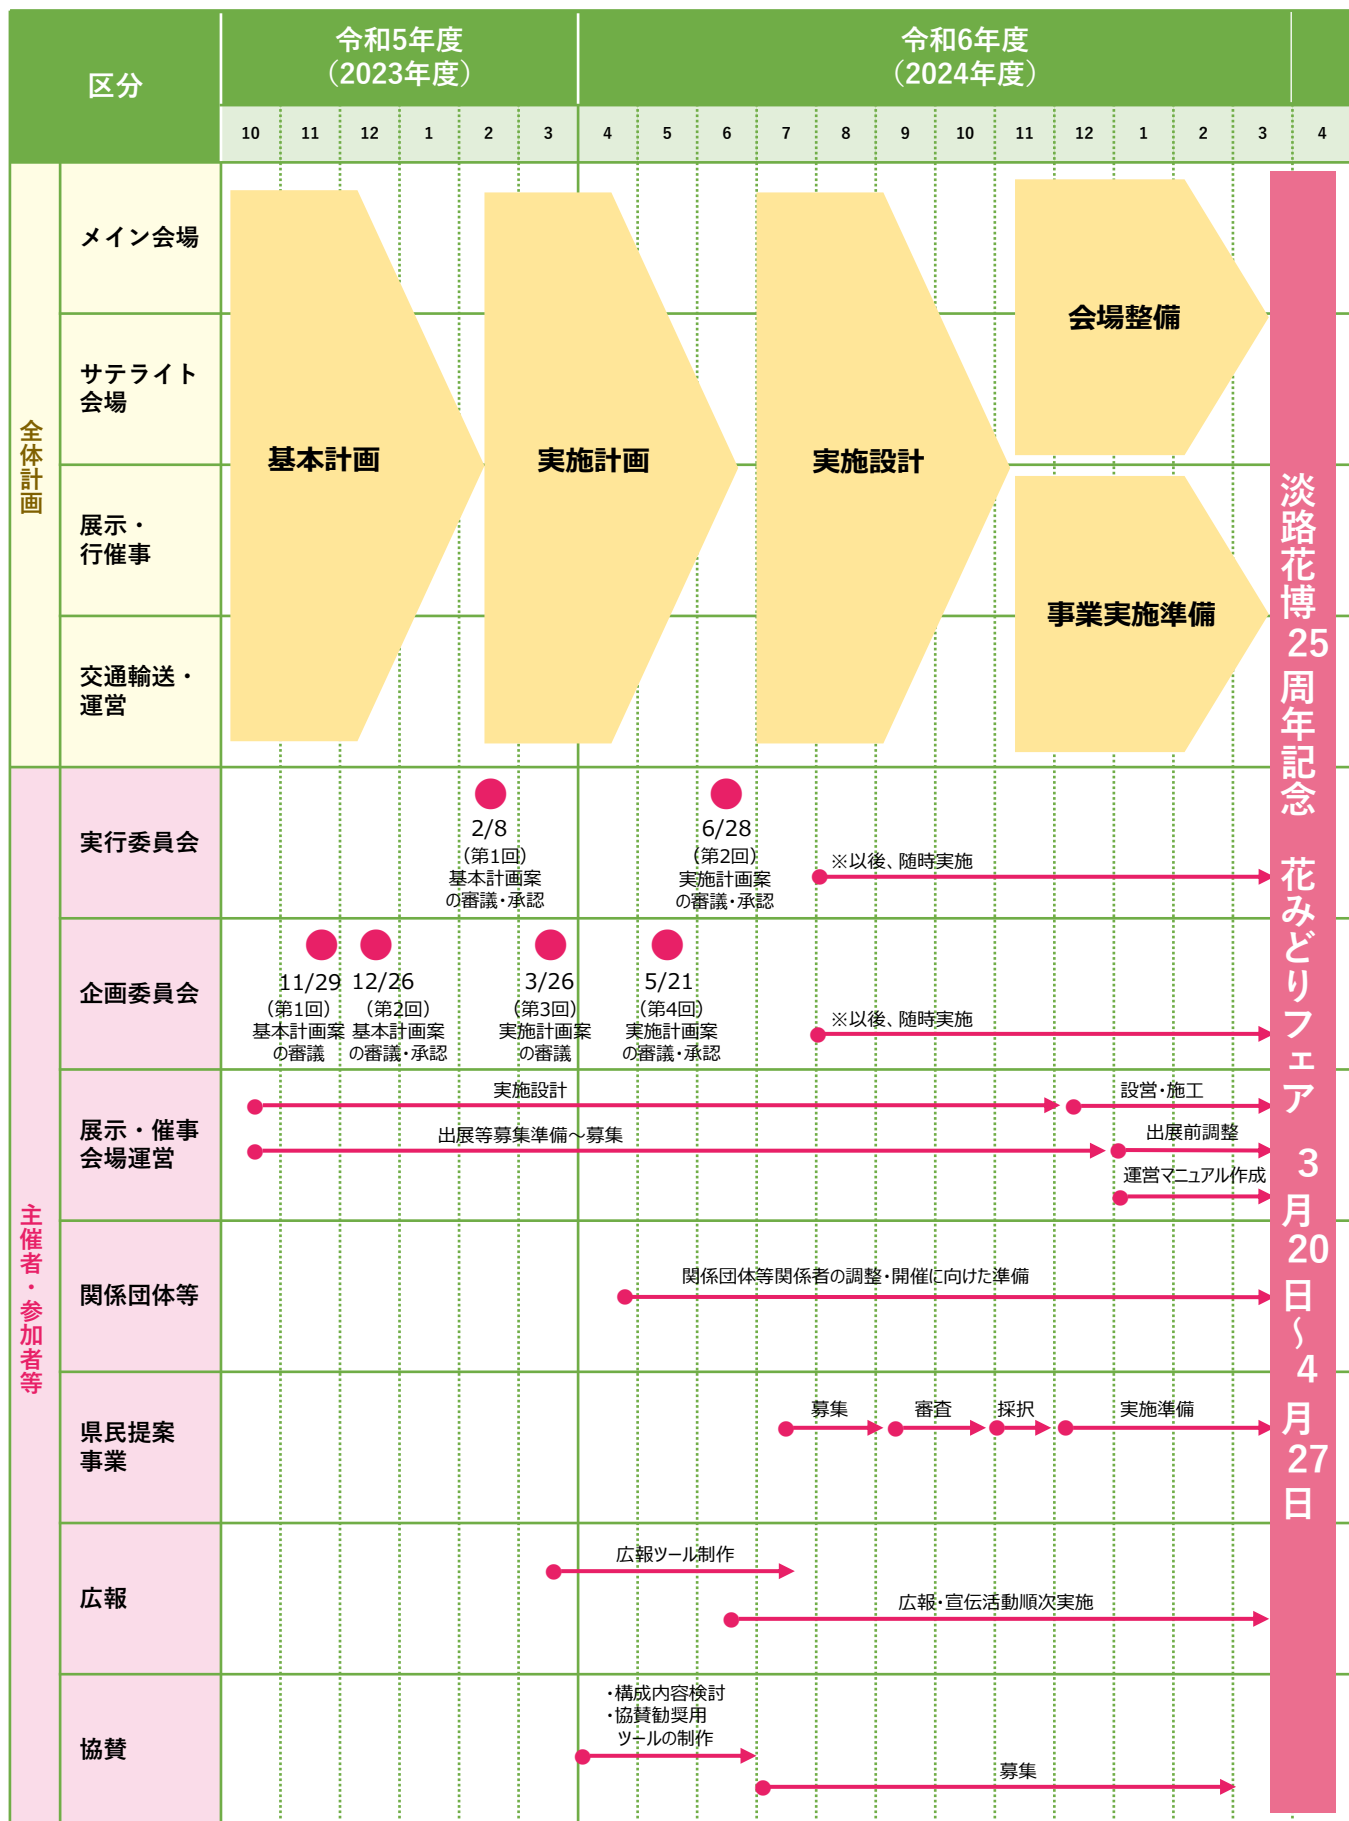 区分
令和5年度
（2023年度）
令和6年度
（2024年度）
10 11 12 1 2 3 4 5 6 7 8 9 10 11 12 1 2 3 4
全体計画
メイン会場
サテライト
会場
展示・
行催事
交通輸送・
運営
基本計画
実施計画
実施設計
会場整備
事業実施準備
淡路花博25周年記念 花みどりフェア 3月20日～4月27日
主催者・参加者等
実行委員会
2/8
（第1回）
基本計画案
の審議・承認
6/28
（第2回）
実施計画案
の審議・承認
※以後、随時実施
企画委員会
11/29
（第1回）
基本計画案
の審議
12/26
（第2回）
基本計画案
の審議・承認
3/26
（第3回）
実施計画案
の審議
5/21
（第4回）
実施計画案
の審議・承認
※以後、随時実施
展示・催事
会場運営
実施設計
設営・施工
出展等募集準備～募集
出展前調整
運営マニュアル作成
関係団体等
関係団体等関係者の調整・開催に向けた準備
県民提案
事業
募集
審査
採択
実施準備
広報
広報ツール制作
広報・宣伝活動順次実施
協賛
・構成内容検討
・協賛勧奨用
ツールの制作
募集